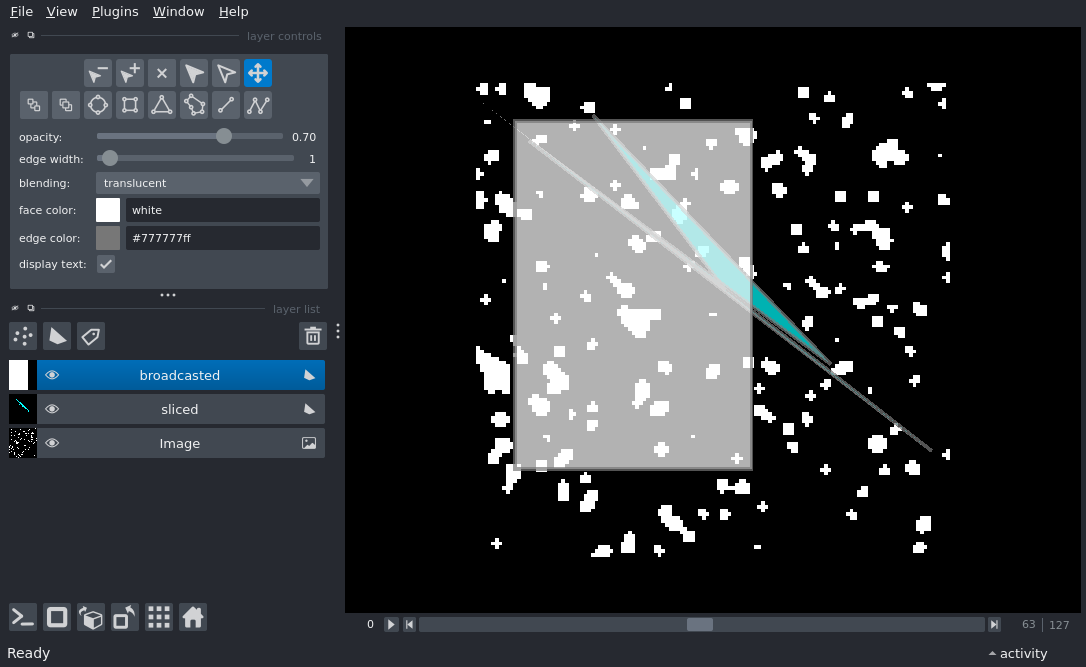 File View Plugins Window Help
layer controls
opacity: 0.70
edge width: 1
blending: translucent
face color: white
edge color: #777777ff
display text:
layer list
broadcasted
sliced
Image
0 63 127
Ready activity